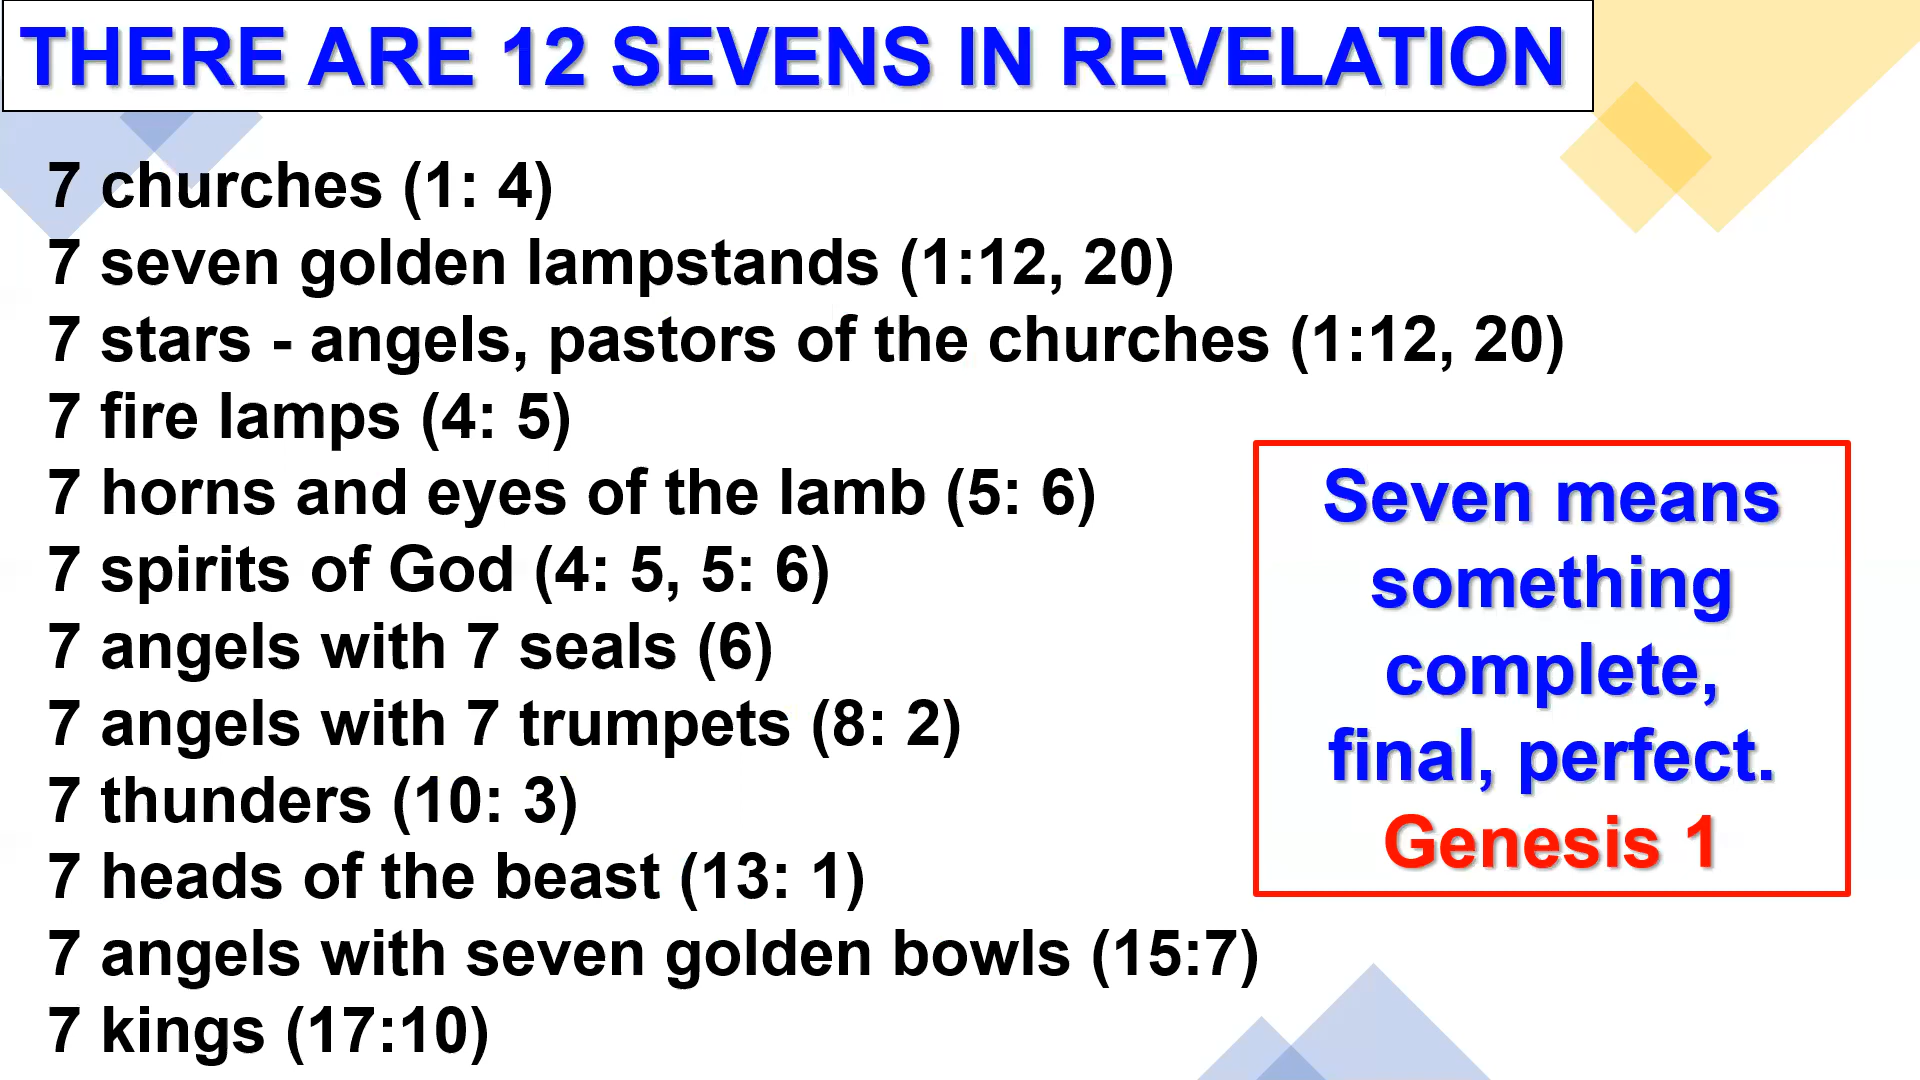 THERE ARE 12 SEVENS IN REVELATION
7 churches (1: 4)
7 seven golden lampstands (1:12, 20)
7 stars - angels, pastors of the churches (1:12, 20)
7 fire lamps (4: 5)
7 horns and eyes of the lamb (5: 6)
7 spirits of God (4: 5, 5: 6)
7 angels with 7 seals (6)
7 angels with 7 trumpets (8: 2)
7 thunders (10: 3)
7 heads of the beast (13: 1)
7 angels with seven golden bowls (15:7)
7 kings (17:10)
Seven means
something
complete,
final, perfect.
Genesis 1